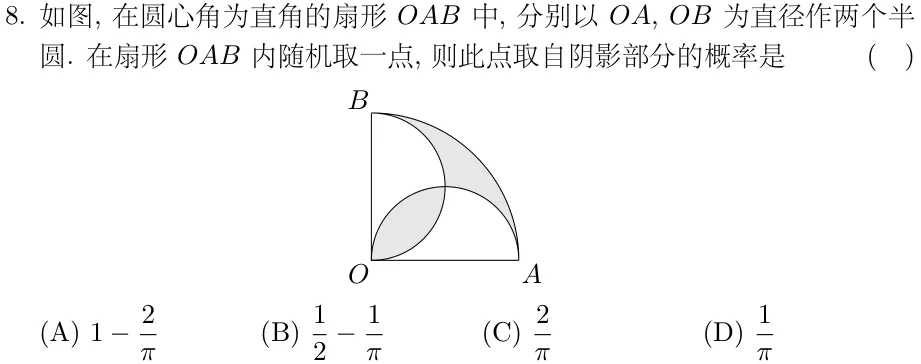 8. 如图, 在圆心角为直角的扇形 OAB 中, 分别以 OA, OB 为直径作两个半
圆. 在扇形 OAB 内随机取一点, 则此点取自阴影部分的概率是 ( )
B
O
A
(A) 1 − 2/π (B) 1/2 − 1/π (C) 2/π (D) 1/π